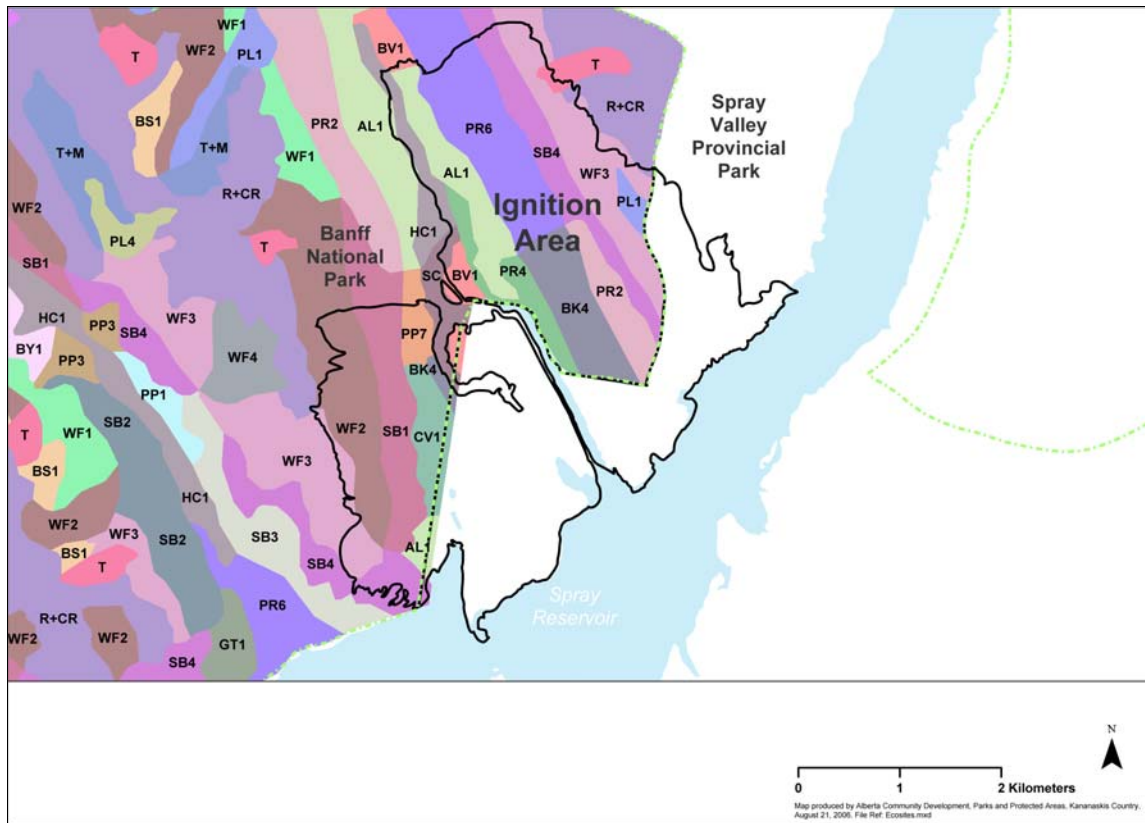 WF1
WF2
PL1
T
BS1
T+M
T+M
PR2
AL1
BV1
WF1
R+CR
PR6
SB4
T
R+CR
Spray
Valley
Provincial
Park
AL1
WF3
PL1
WF2
PL4
T
Banff
National
Park
HC1
Ignition
Area
SB1
SC
BV1
PR4
BK4
PR2
HC1
PP3
SB4
WF3
BY1
PP3
WF4
PP7
BK4
PP1
SB2
WF1
T
WF2
SB1
CV1
WF3
BS1
HC1
WF2
WF3
SB2
SB3
AL1
BS1
T
SB4
Spray
Reservoir
PR6
R+CR
WF2
WF2
SB4
GT1
N
0 1 2 Kilometers
Map produced by Alberta Community Development, Parks and Protected Areas, Kananaskis Country,
August 21, 2006. File Ref: Ecosites.mxd